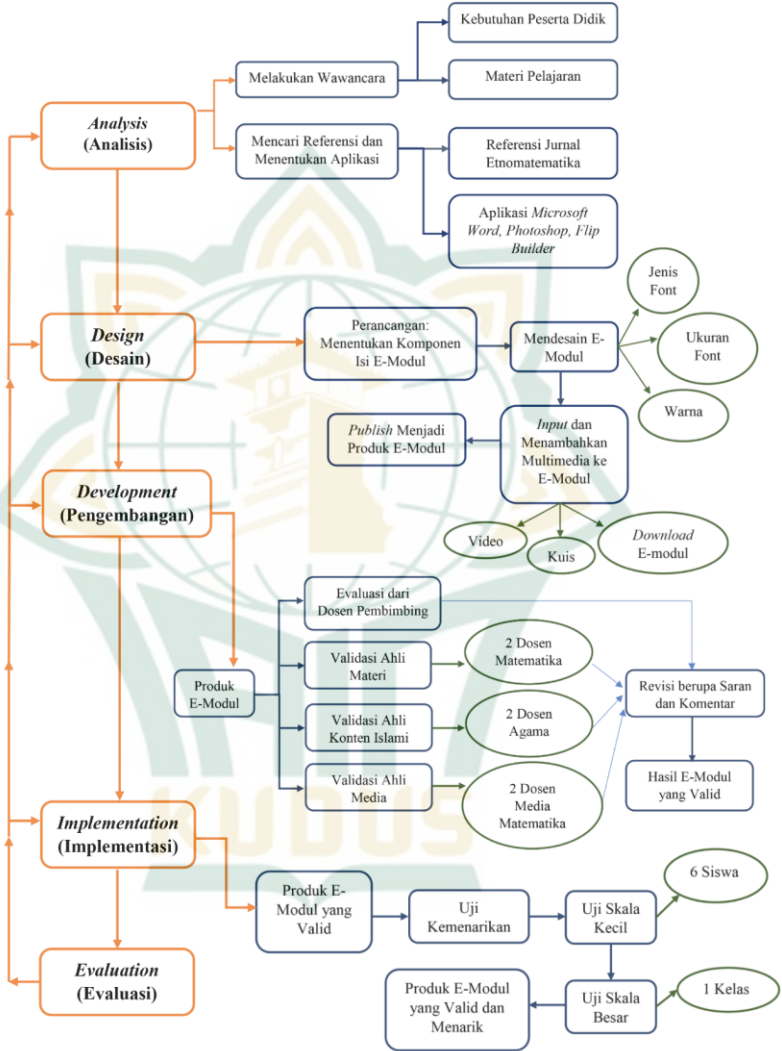 Kebutuhan Peserta Didik
Melakukan Wawancara
Materi Pelajaran
Analysis
(Analisis)
Mencari Referensi dan
Menentukan Aplikasi
Referensi Jurnal
Etnomatematika
Aplikasi Microsoft
Word, Photoshop, Flip
Builder
Jenis
Font
Design
(Desain)
Perancangan:
Menentukan Komponen
Isi E-Modul
Mendesain E-
Modul
Ukuran
Font
Warna
Publish Menjadi
Produk E-Modul
Input dan
Menambahkan
Multimedia ke
E-Modul
Development
(Pengembangan)
Video
Kuis
Download
E-modul
Evaluasi dari
Dosen Pembimbing
Produk
E-Modul
Validasi Ahli
Materi
2 Dosen
Matematika
Revisi berupa Saran
dan Komentar
Validasi Ahli
Konten Islami
2 Dosen
Agama
Validasi Ahli
Media
2 Dosen
Media
Matematika
Hasil E-Modul
yang Valid
KUDUS
Implementation
(Implementasi)
Produk E-
Modul yang
Valid
Uji
Kemenarikan
Uji Skala
Kecil
6 Siswa
Evaluation
(Evaluasi)
Produk E-Modul
yang Valid dan
Menarik
Uji Skala
Besar
1 Kelas